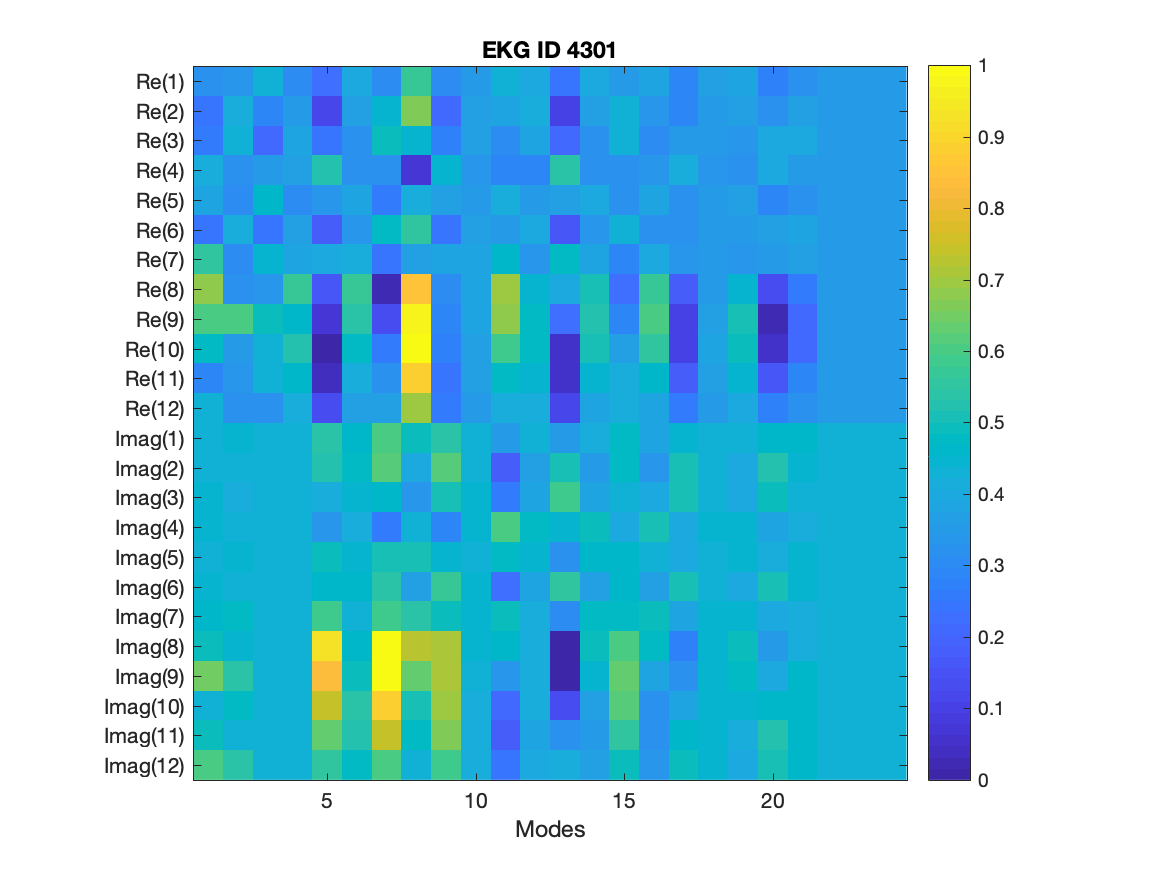 EKG ID 4301
Re(1)
Re(2)
Re(3)
Re(4)
Re(5)
Re(6)
Re(7)
Re(8)
Re(9)
Re(10)
Re(11)
Re(12)
Imag(1)
Imag(2)
Imag(3)
Imag(4)
Imag(5)
Imag(6)
Imag(7)
Imag(8)
Imag(9)
Imag(10)
Imag(11)
Imag(12)
5 10 15 20
Modes
1
0.9
0.8
0.7
0.6
0.5
0.4
0.3
0.2
0.1
0